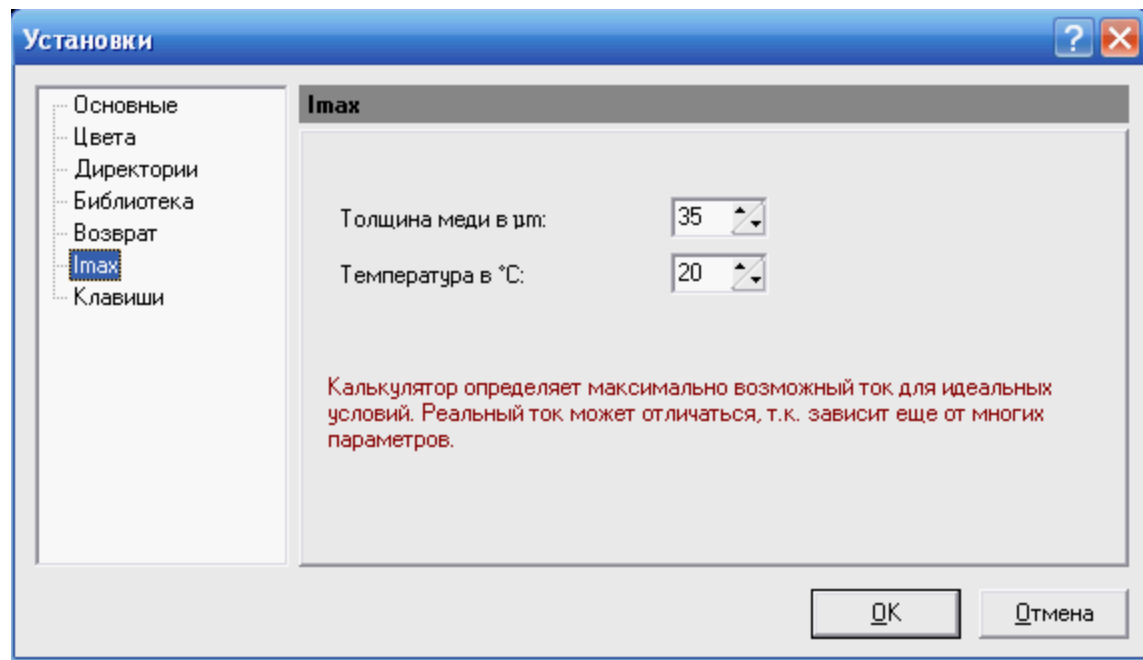 Установки
Основные
Цвета
Директории
Библиотека
Возврат
Imax
Клавиши
Imax
Толщина меди в µm: 35
Температура в °C: 20
Калькулятор определяет максимально возможный ток для идеальных
условий. Реальный ток может отличаться, т.к. зависит еще от многих
параметров.
OK Отмена